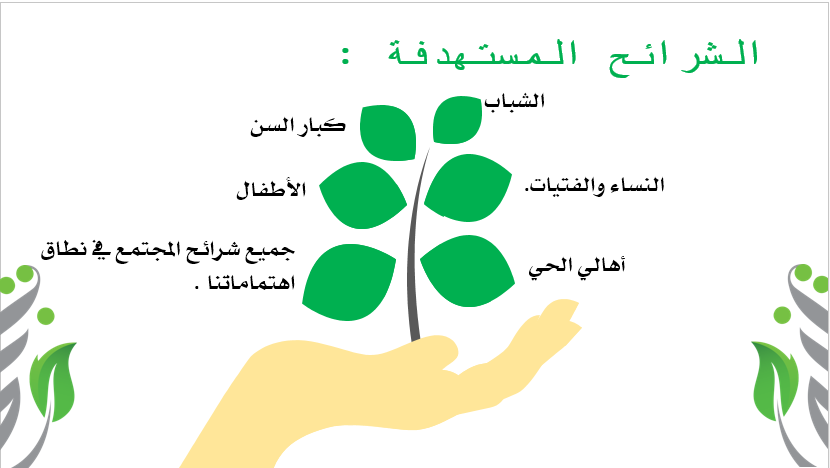 الشرائح المستهدفة :
الشباب
كبار السن
النساء والفتيات.
الأطفال
أهالي الحي
جميع شرائح المجتمع في نطاق
اهتماماتنا .